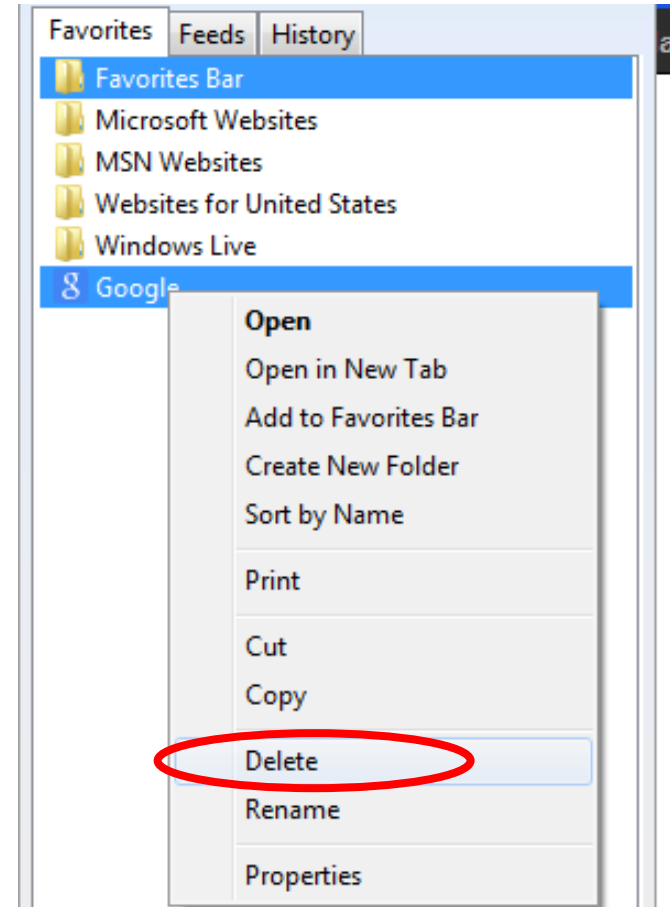 Favorites Feeds History
a
Favorites Bar
Microsoft Websites
MSN Websites
Websites for United States
Windows Live
8 Google
Open
Open in New Tab
Add to Favorites Bar
Create New Folder
Sort by Name
Print
Cut
Copy
Delete
Rename
Properties